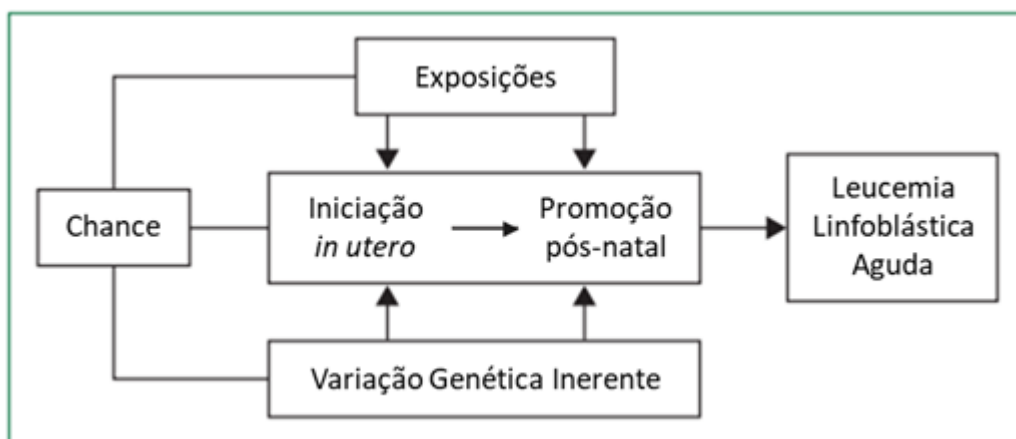 Exposições
Chance
Iniciação
in utero
Promoção
pós-natal
Leucemia
Linfoblástica
Aguda
Variação Genética Inerente